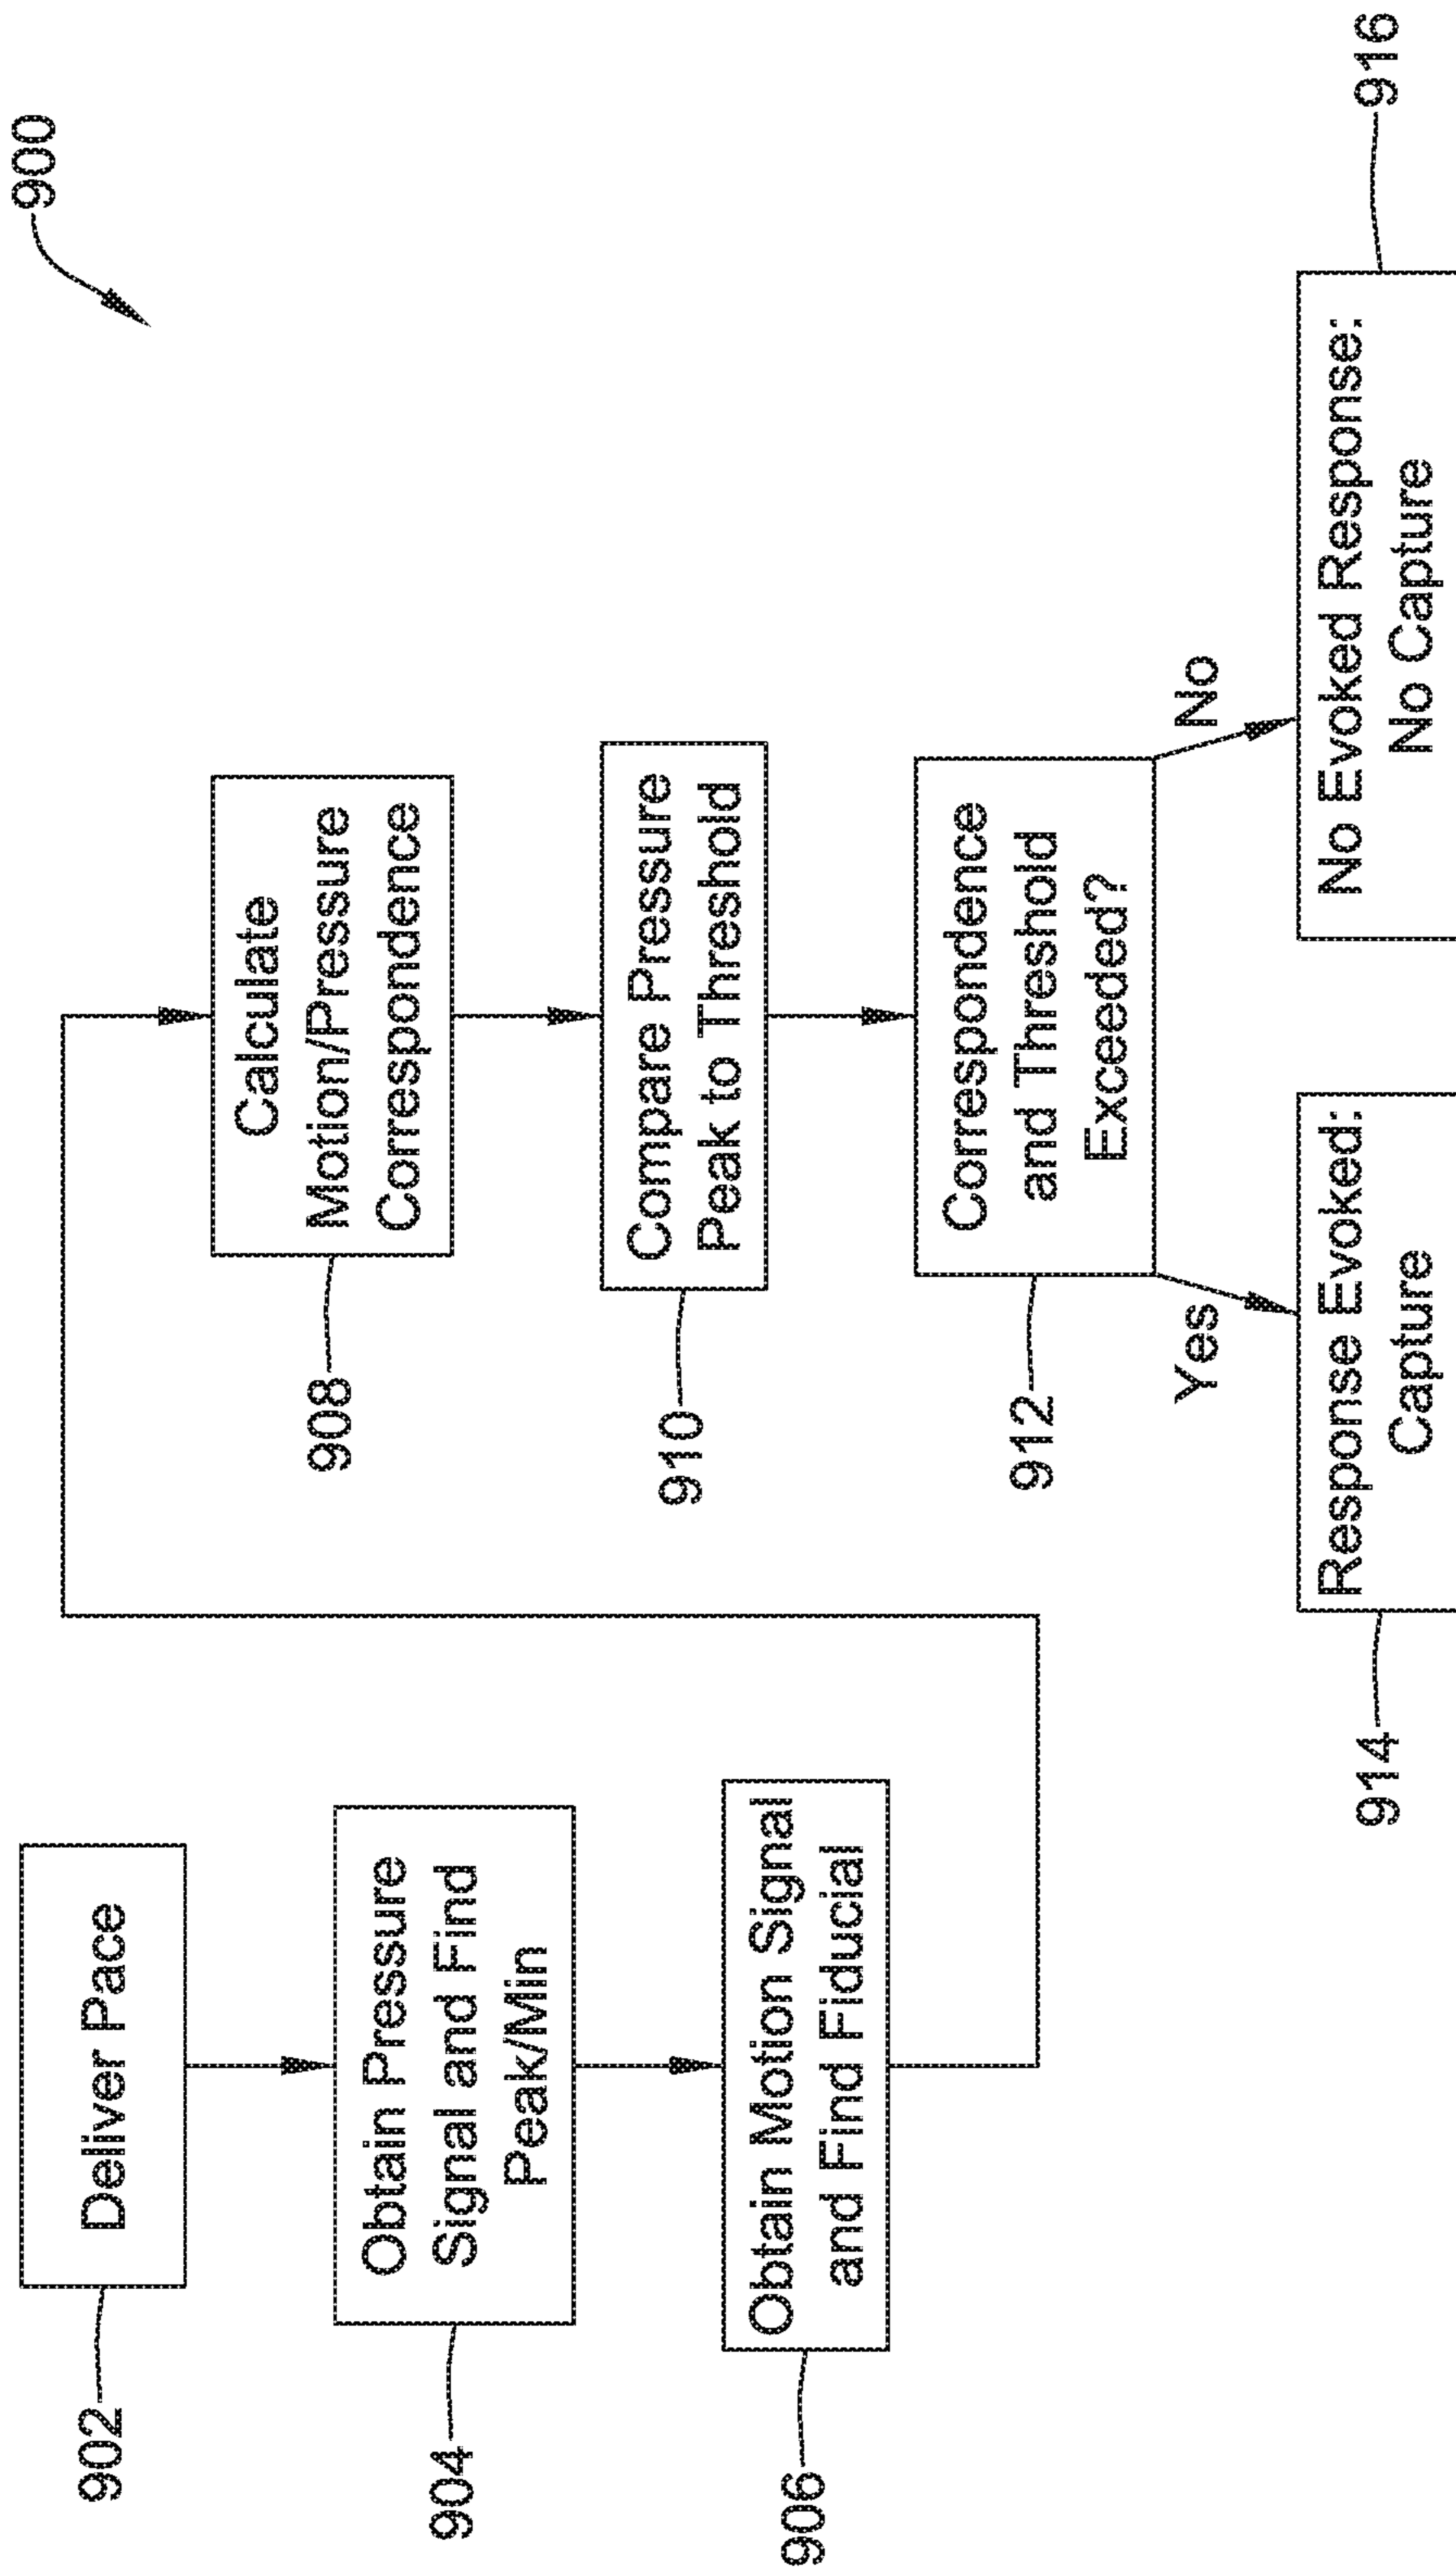 900
902
Deliver Pace
904
Obtain Pressure
Signal and Find
Peak/Min
906
Obtain Motion Signal
and Find Fiducial
908
Calculate
Motion/Pressure
Correspondence
910
Compare Pressure
Peak to Threshold
912
Correspondence
and Threshold
Exceeded?
Yes
No
914
Response Evoked:
Capture
No Evoked Response:
No Capture
916